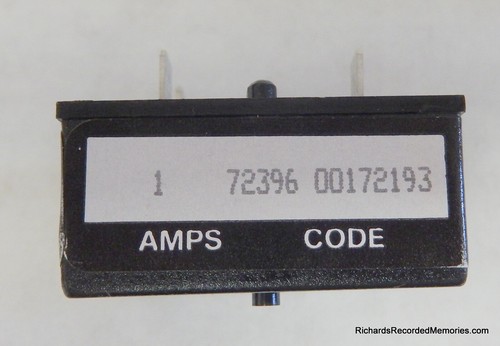 1 72396 00172193
AMPS CODE
RichardsRecordedMemories.com